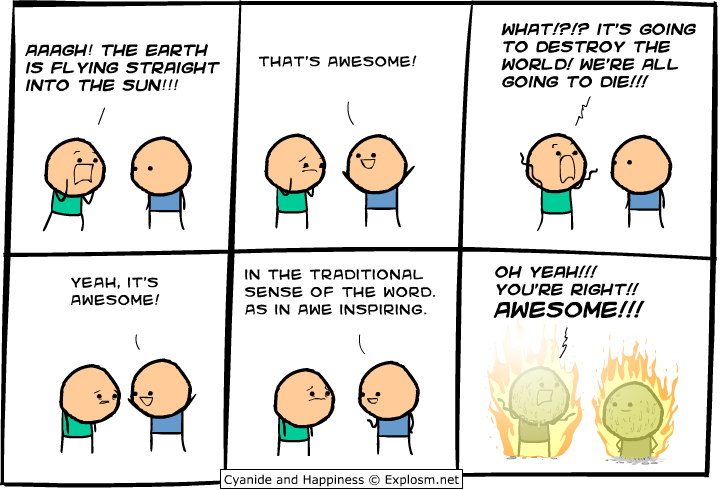 AAAGH! THE EARTH
IS FLYING STRAIGHT
INTO THE SUN!!!
THAT'S AWESOME!
WHAT!?!? IT'S GOING
TO DESTROY THE
WORLD! WE'RE ALL
GOING TO DIE!!!
YEAH, IT'S
AWESOME!
IN THE TRADITIONAL
SENSE OF THE WORD.
AS IN AWE INSPIRING.
OH YEAH!!!
YOU'RE RIGHT!!
AWESOME!!!
Cyanide and Happiness © Explosm.net